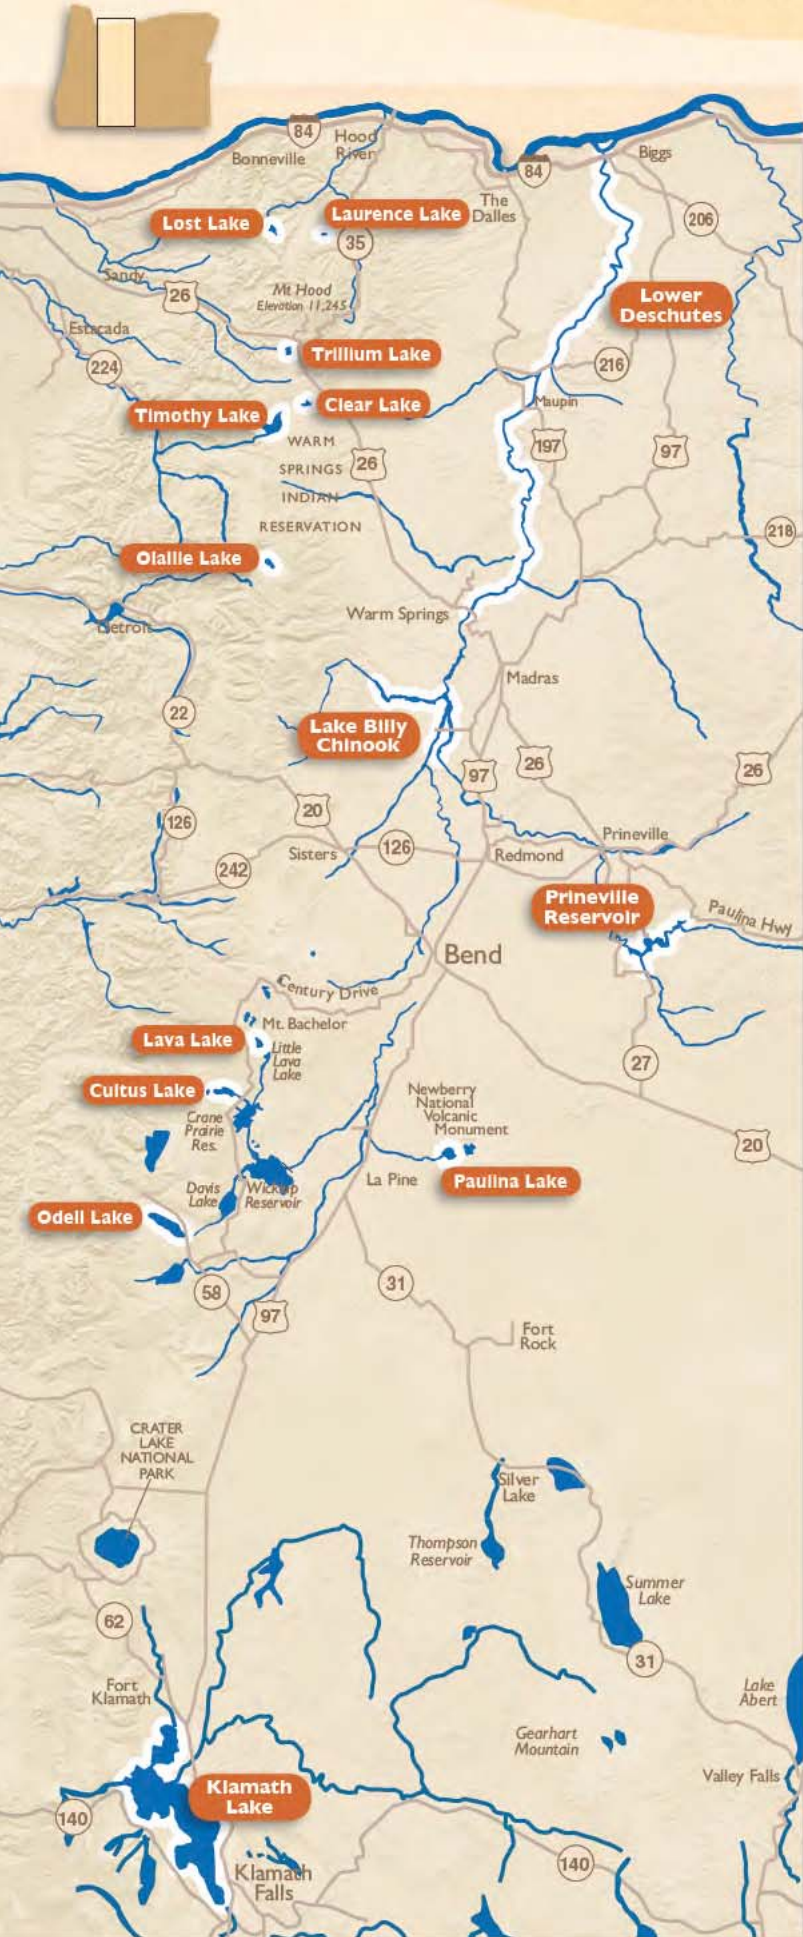 84
Hood
River
Bonneville
Biggs
84
The
Dalles
206
Lost Lake
Laurence Lake
35
Sandy
26
Mt Hood
Elevation 11,245
Lower
Deschutes
Estacada
224
Trillium Lake
216
Timothy Lake
Clear Lake
Maupin
WARM
SPRINGS
INDIAN
RESERVATION
26
197
97
218
Olallie Lake
Detroit
Warm Springs
Madras
22
Lake Billy
Chinook
97
26
26
20
126
Prineville
Sisters
126
Redmond
242
Prineville
Reservoir
Paulina Hwy
Bend
Century Drive
Mt. Bachelor
Lava Lake
Little
Lava
Lake
27
Cultus Lake
Crane
Prairie
Res.
Newberry
National
Volcanic
Monument
20
Davis
Lake
Wickiup
Reservoir
La Pine
Paulina Lake
Odell Lake
58
97
31
Fort
Rock
CRATER
LAKE
NATIONAL
PARK
Silver
Lake
Thompson
Reservoir
Summer
Lake
62
31
Fort
Klamath
Lake
Abert
Gearhart
Mountain
Valley Falls
Klamath
Lake
140
140
Klamath
Falls